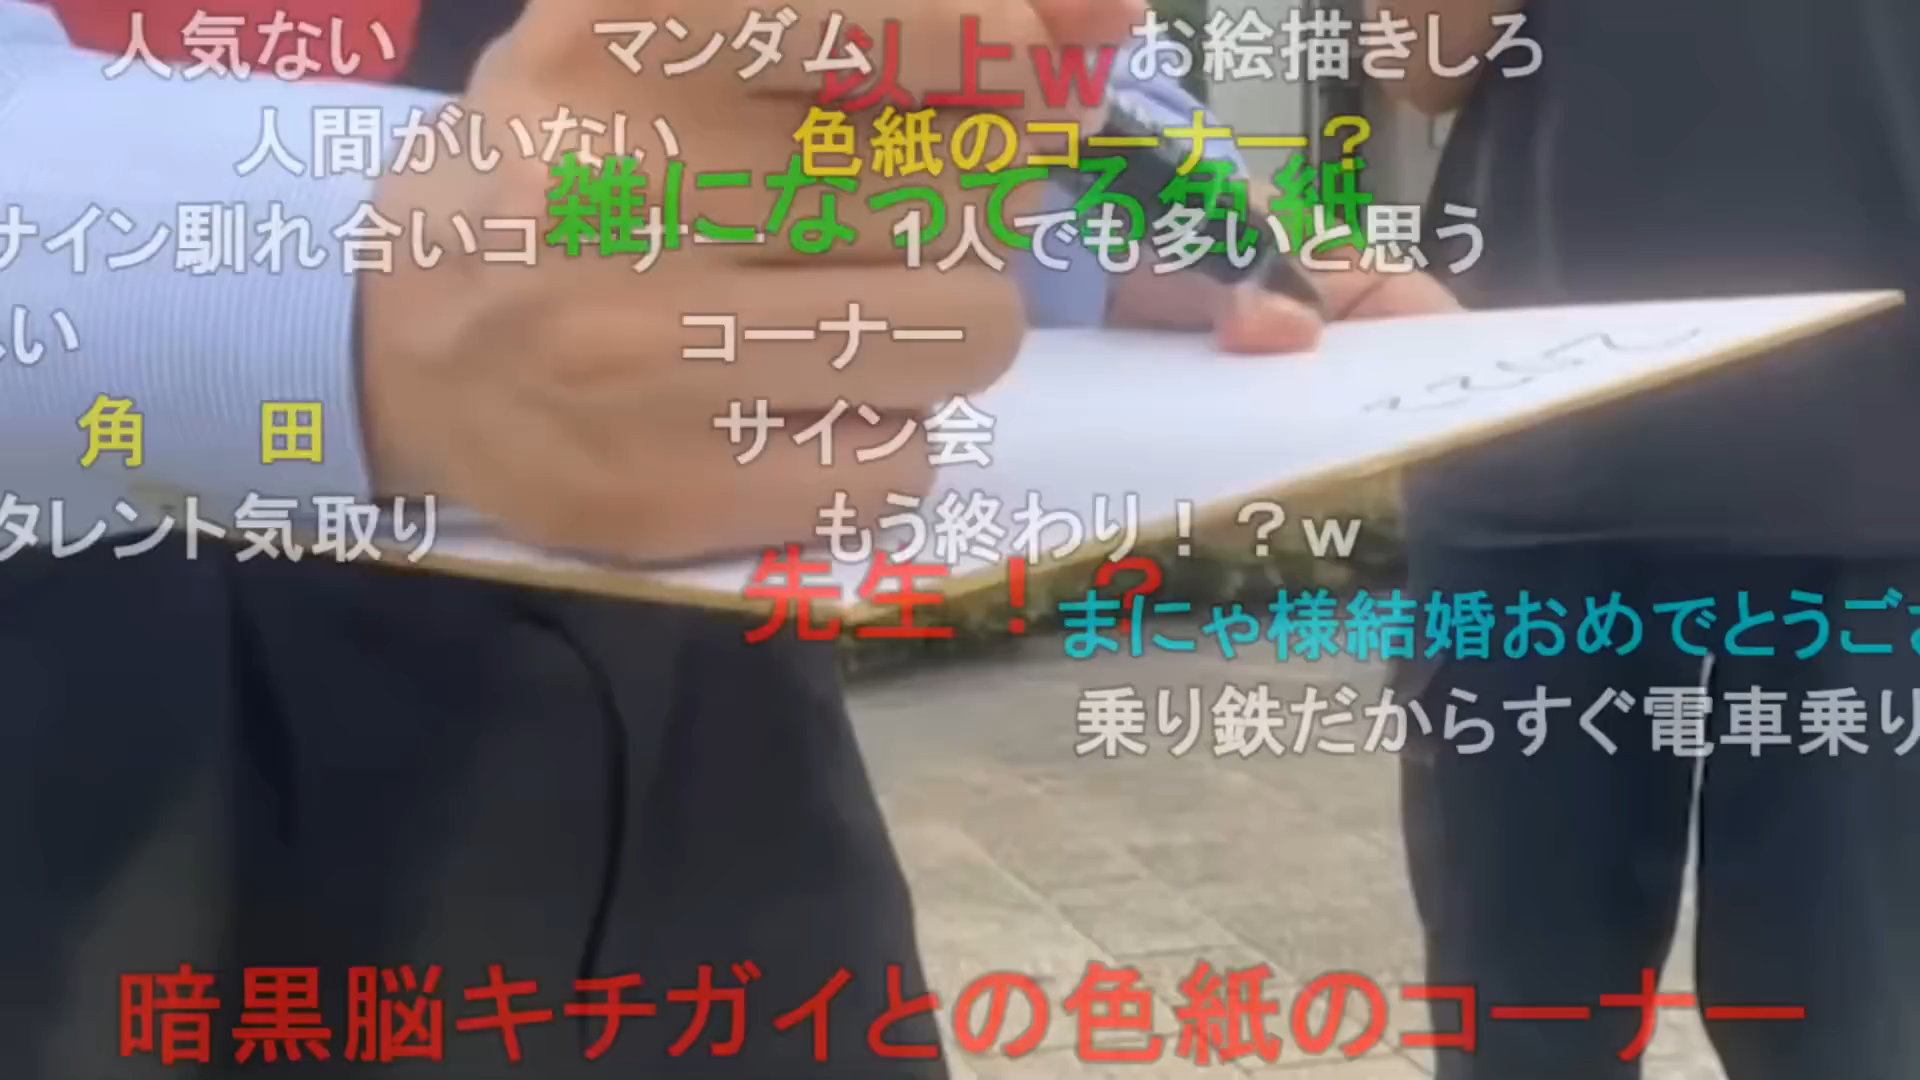 人気ない
マンダム
以上w
お絵描きしろ
人間がいない
色紙のコーナー？
雑になってる色紙
サイン馴れ合いコーナー
1人でも多いと思う
い
コーナー
角　田
サイン会
タレント気取り
もう終わり！？w
先生！？
まにゃ様結婚おめでとうござ
乗り鉄だからすぐ電車乗り
暗黒脳キチガイとの色紙のコーナー